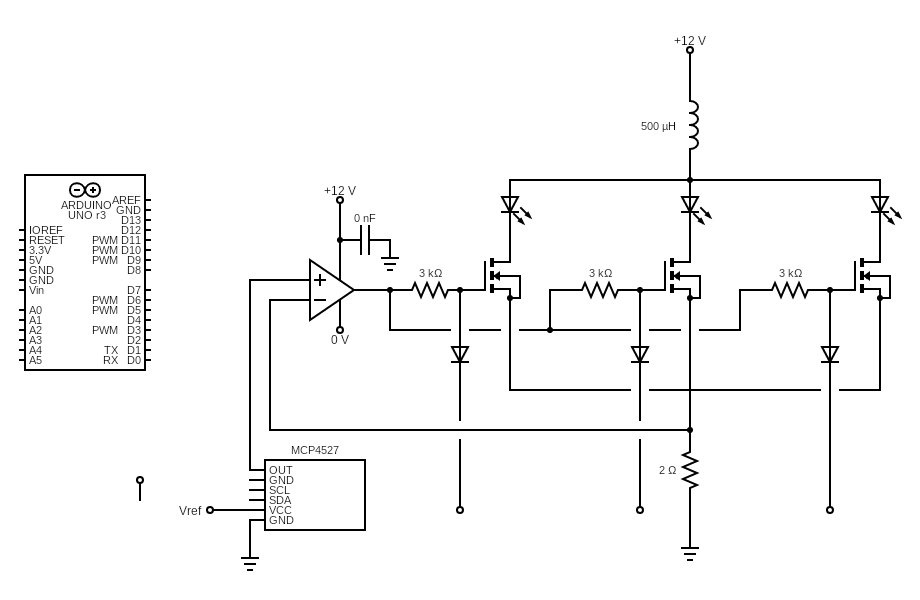 +12 V
500 µH
+12 V
0 nF
ARDUINO
UNO r3
AREF
GND
D13
IOREF D12
RESET PWM D11
3.3V PWM D10
5V PWM D9
GND D8
GND
Vin D7
PWM D6
A0 PWM D5
A1 D4
A2 PWM D3
A3 D2
A4 TX D1
A5 RX D0
3 kΩ
3 kΩ
3 kΩ
0 V
MCP4527
OUT
GND
SCL
SDA
Vref VCC
GND
2 Ω